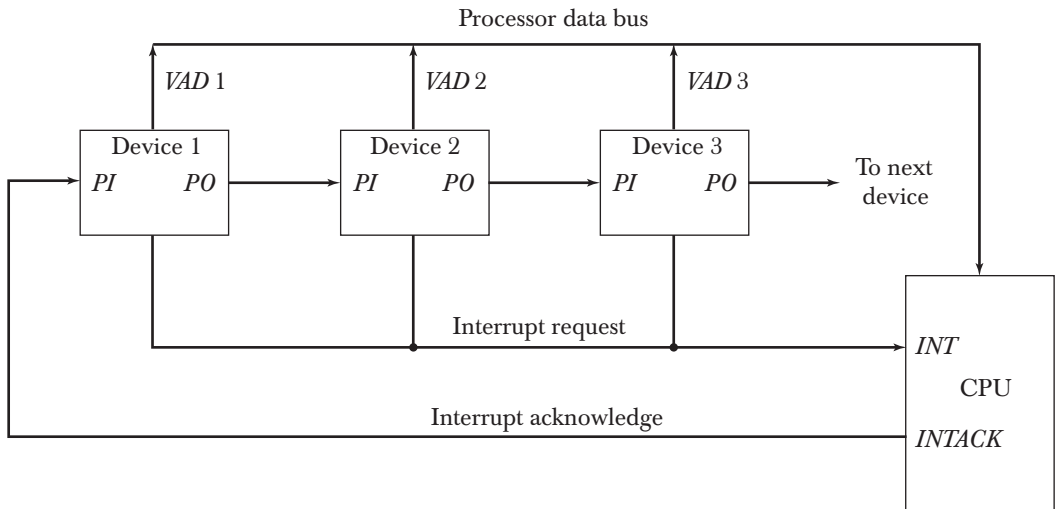 Processor data bus
VAD 1
VAD 2
VAD 3
Device 1
Device 2
Device 3
PI
PO
PI
PO
PI
PO
To next
device
Interrupt request
INT
CPU
Interrupt acknowledge
INTACK